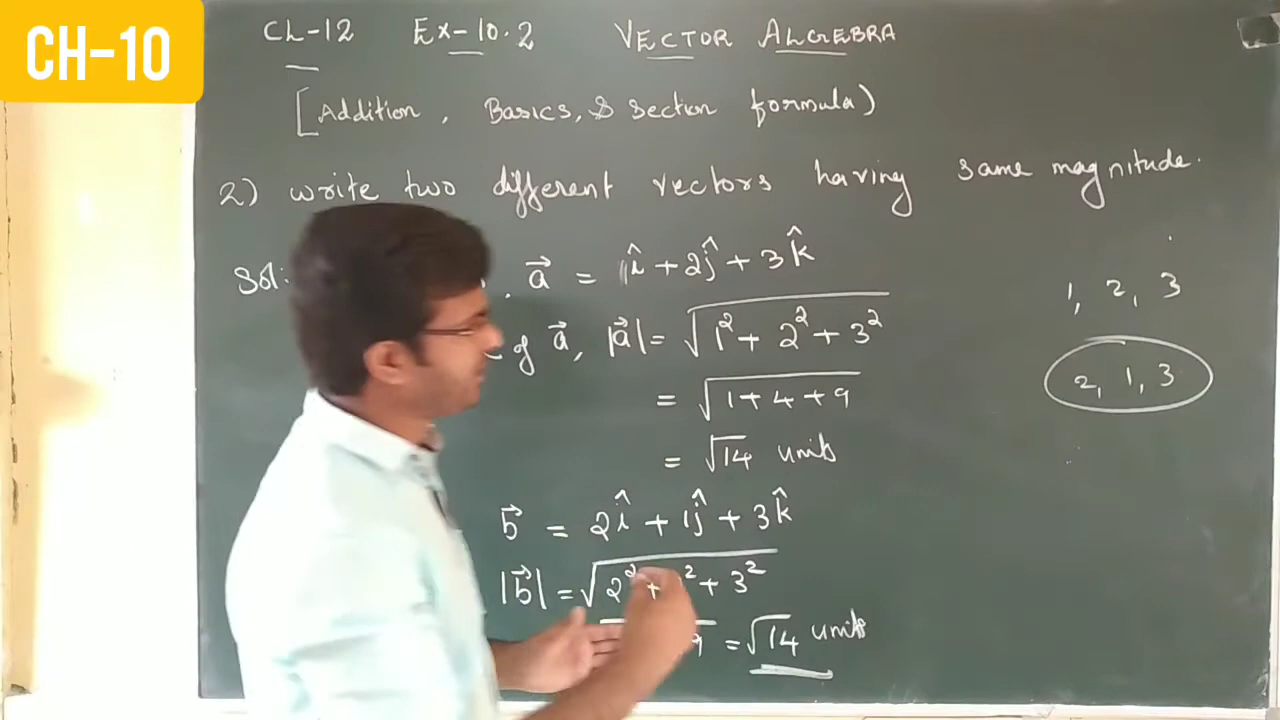 CH-10
CL-12 Ex-10.2 VECTOR ALGEBRA
[Addition, Basics, & section formula)
2) write two different vectors having same magnitude.
Sol: , a⃗ = 1î + 2ĵ + 3k̂
of a⃗, |a⃗| = √(1² + 2² + 3²)
= √(1 + 4 + 9)
= √14 units
b⃗ = 2î + 1ĵ + 3k̂
|b⃗| = √(2² + ² + 3²)
9 = √14 units
1, 2, 3
2, 1, 3